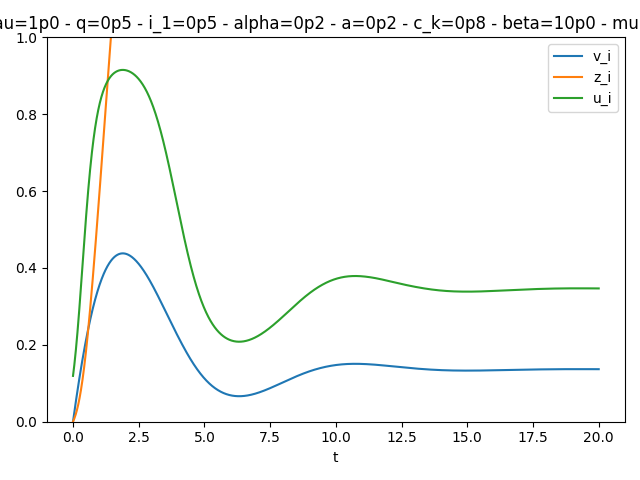 au=1p0 - q=0p5 - i_1=0p5 - alpha=0p2 - a=0p2 - c_k=0p8 - beta=10p0 - mu
1.0
0.8
0.6
0.4
0.2
0.0
v_i
z_i
u_i
0.0 2.5 5.0 7.5 10.0 12.5 15.0 17.5 20.0
t